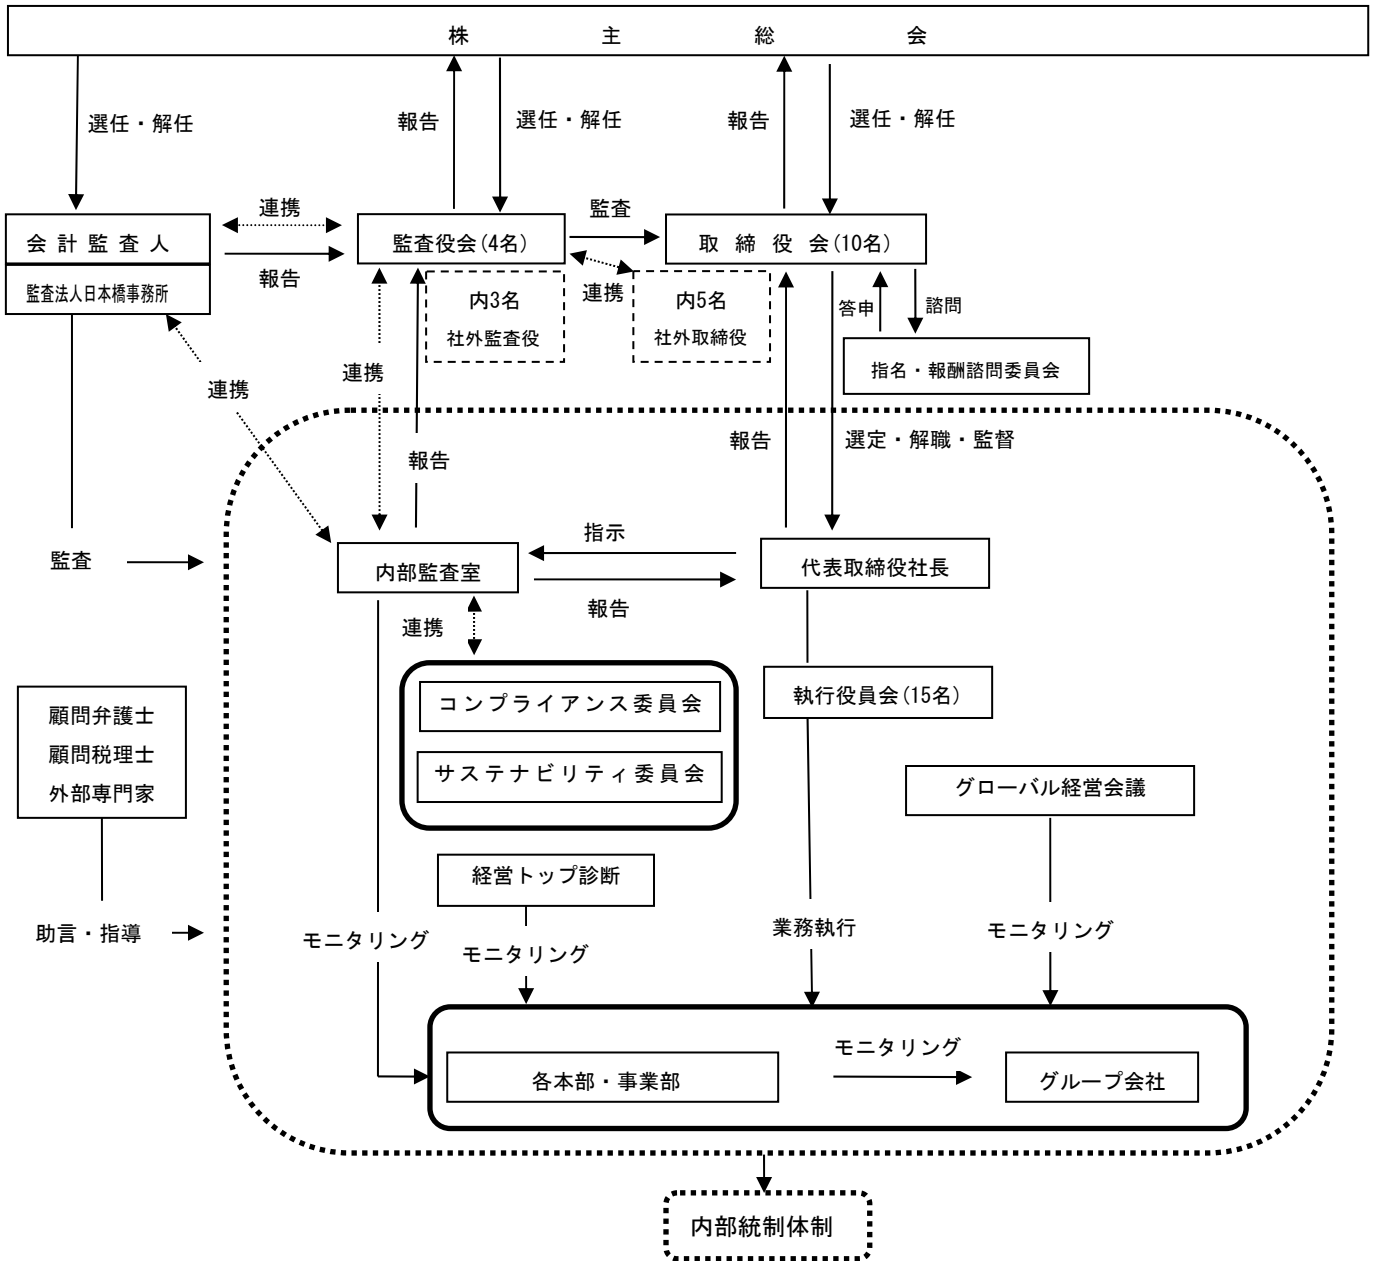 株主総会
選任・解任
報告
選任・解任
報告
選任・解任
会計監査人
監査法人日本橋事務所
連携
報告
監査役会(4名)
内3名
社外監査役
監査
連携
取締役会(10名)
内5名
社外取締役
答申
諮問
指名・報酬諮問委員会
連携
連携
報告
報告
選定・解職・監督
監査
内部監査室
指示
報告
代表取締役社長
連携
コンプライアンス委員会
サステナビリティ委員会
執行役員会(15名)
顧問弁護士
顧問税理士
外部専門家
グローバル経営会議
経営トップ診断
助言・指導
モニタリング
モニタリング
業務執行
モニタリング
各本部・事業部
モニタリング
グループ会社
内部統制体制